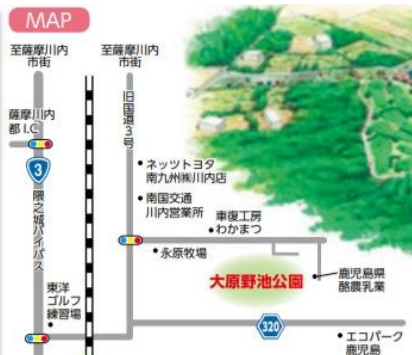 MAP
至薩摩川内
市街
至薩摩川内
市街
旧国道3号
薩摩川内
都I.C
3
隈之城バイパス
ネッツトヨタ
南九州㈱川内店
南国交通
川内営業所
車復工房
わかまつ
永原牧場
大原野池公園
鹿児島県
酪農乳業
東洋
ゴルフ
練習場
320
エコパーク
鹿児島